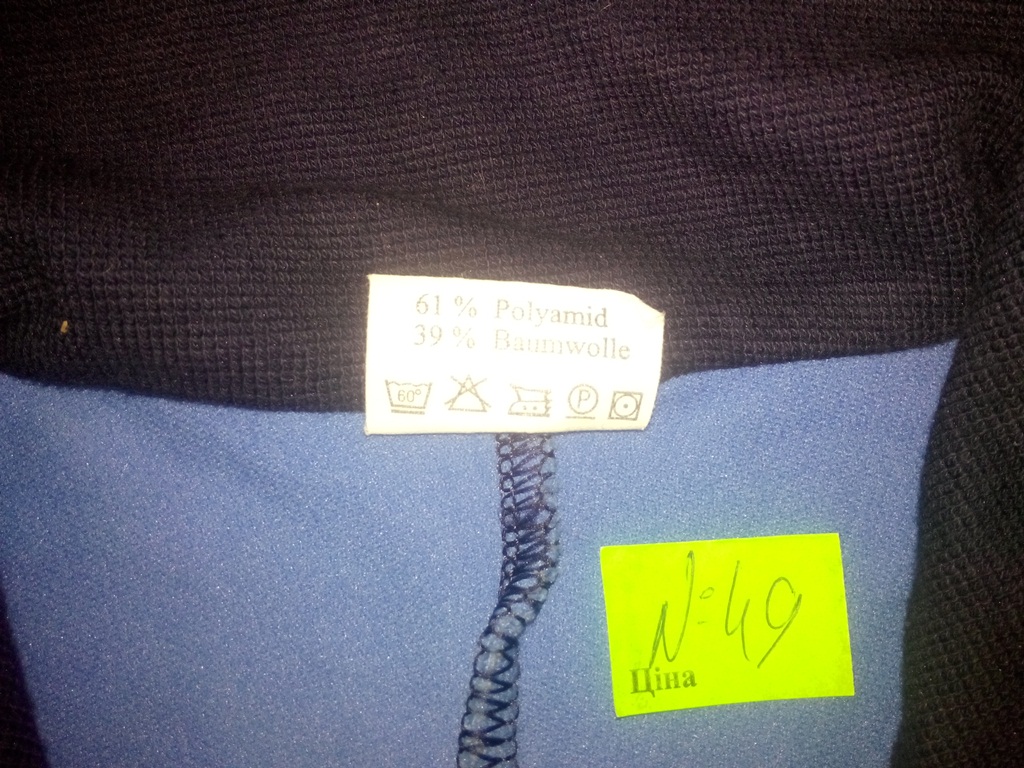 61 % Polyamid
39 % Baumwolle
60° P
№ 49
Ціна